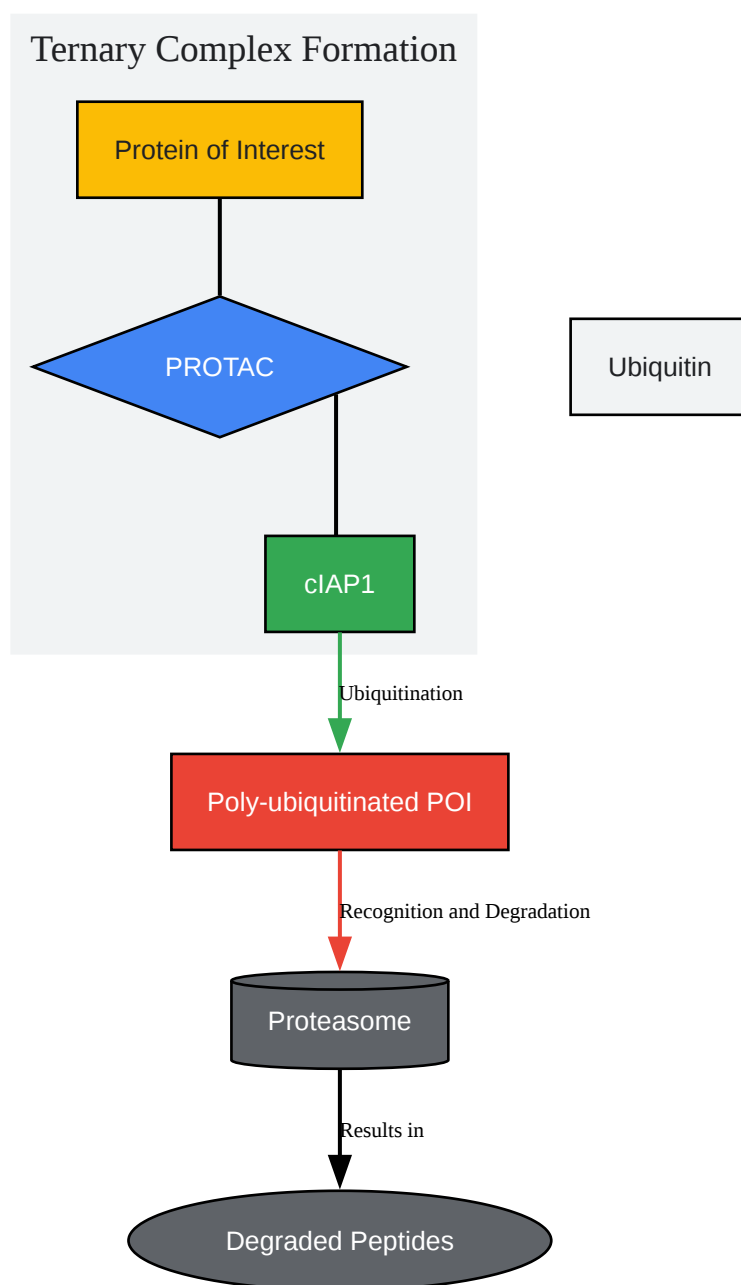 Ternary Complex Formation
Protein of Interest
PROTAC
Ubiquitin
cIAP1
Ubiquitination
Poly-ubiquitinated POI
Recognition and Degradation
Proteasome
Results in
Degraded Peptides